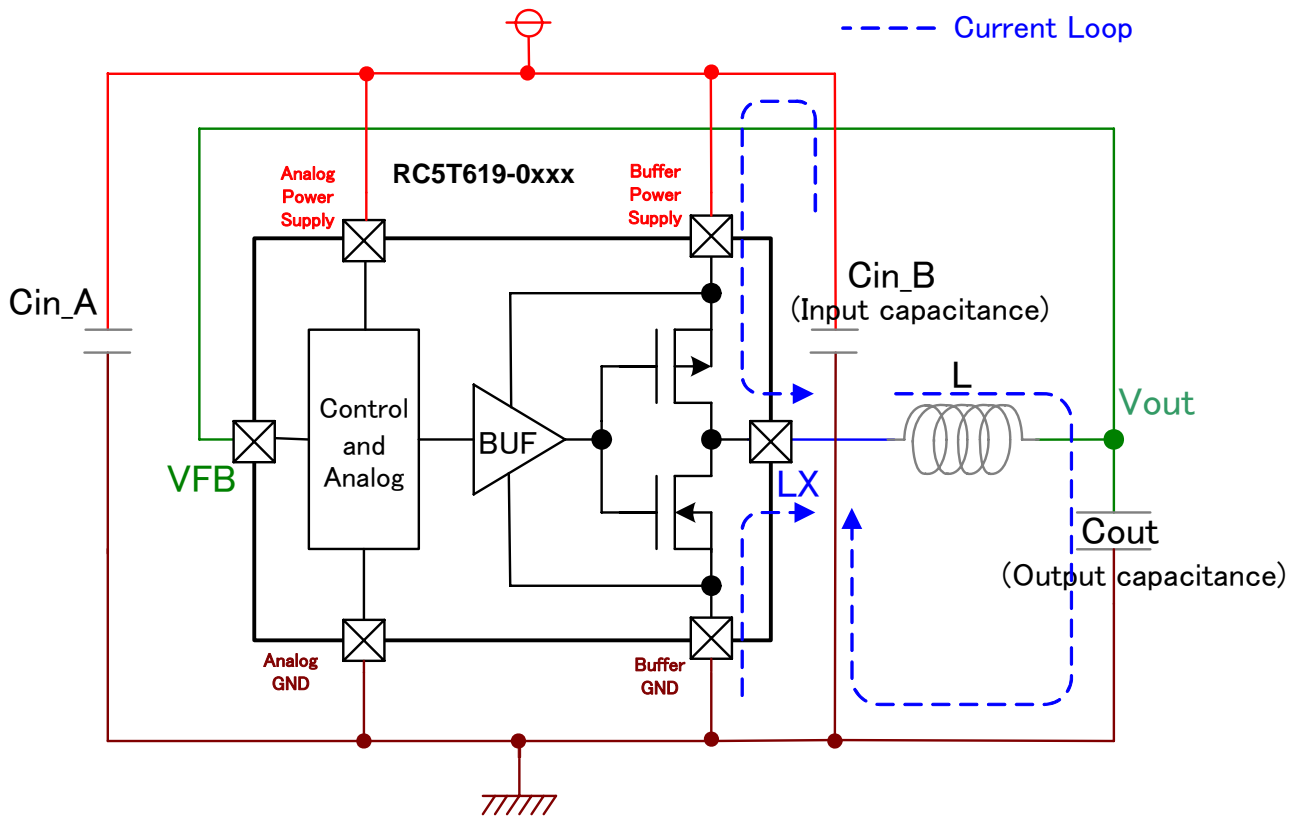 Current Loop
Analog
Power
Supply
RC5T619-0xxx
Buffer
Power
Supply
Cin_A
Cin_B
(Input capacitance)
L
Vout
Control
and
Analog
BUF
VFB
LX
Cout
(Output capacitance)
Analog
GND
Buffer
GND